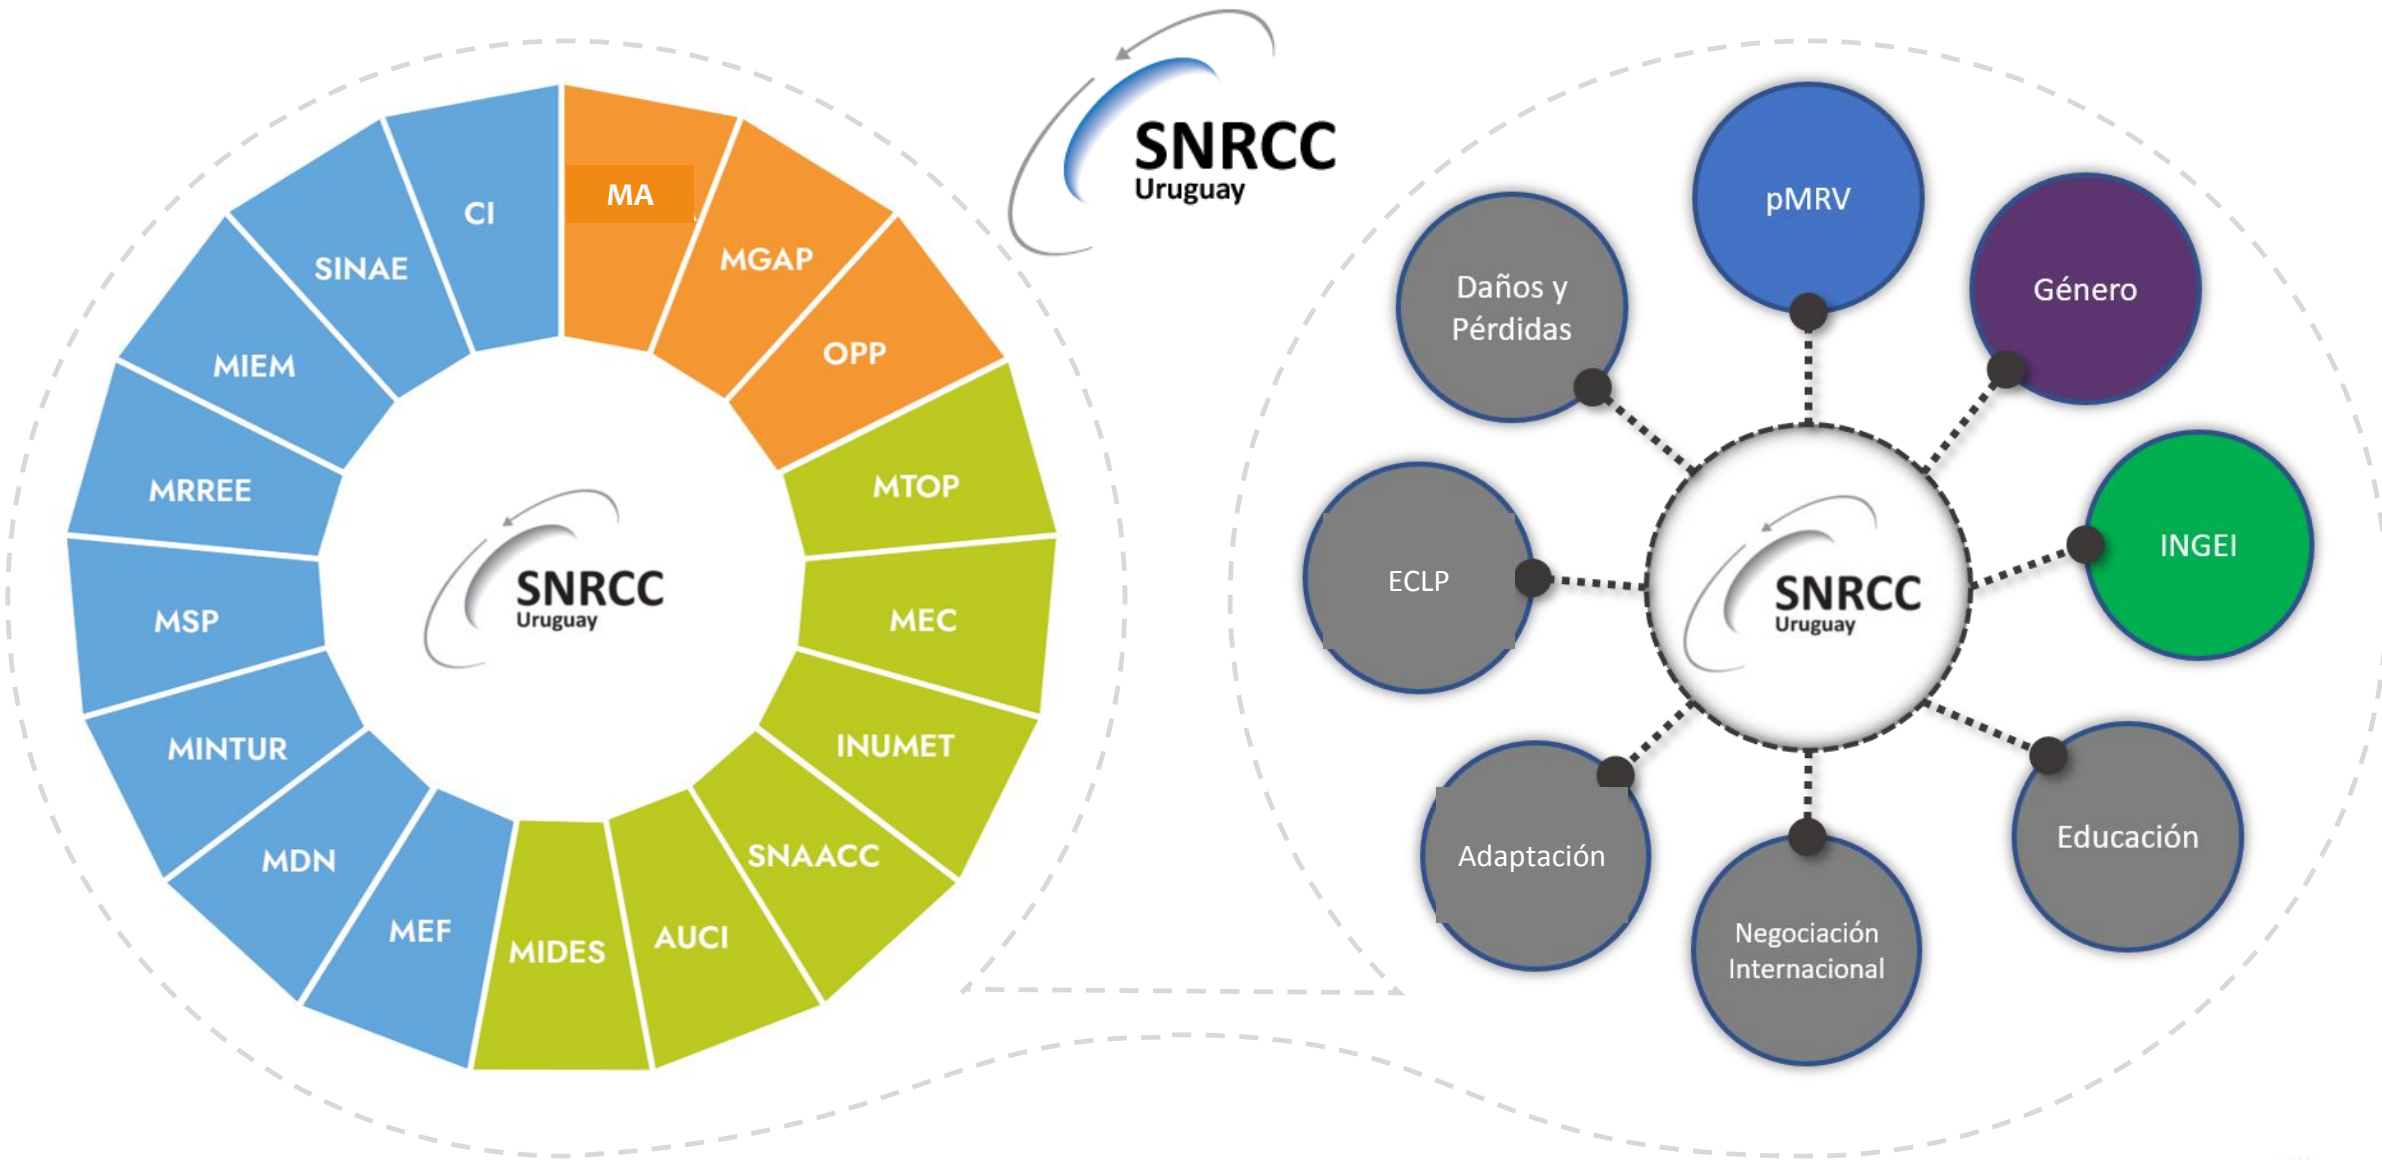 SNRCC
Uruguay
CI
MA
MGAP
OPP
MTOP
MEC
INUMET
SNAACC
AUCI
MIDES
MEF
MDN
MINTUR
MSP
MRREE
MIEM
SINAE
SNRCC
Uruguay
pMRV
Género
INGEI
Educación
Negociación
Internacional
Adaptación
ECLP
Daños y
Pérdidas
SNRCC
Uruguay